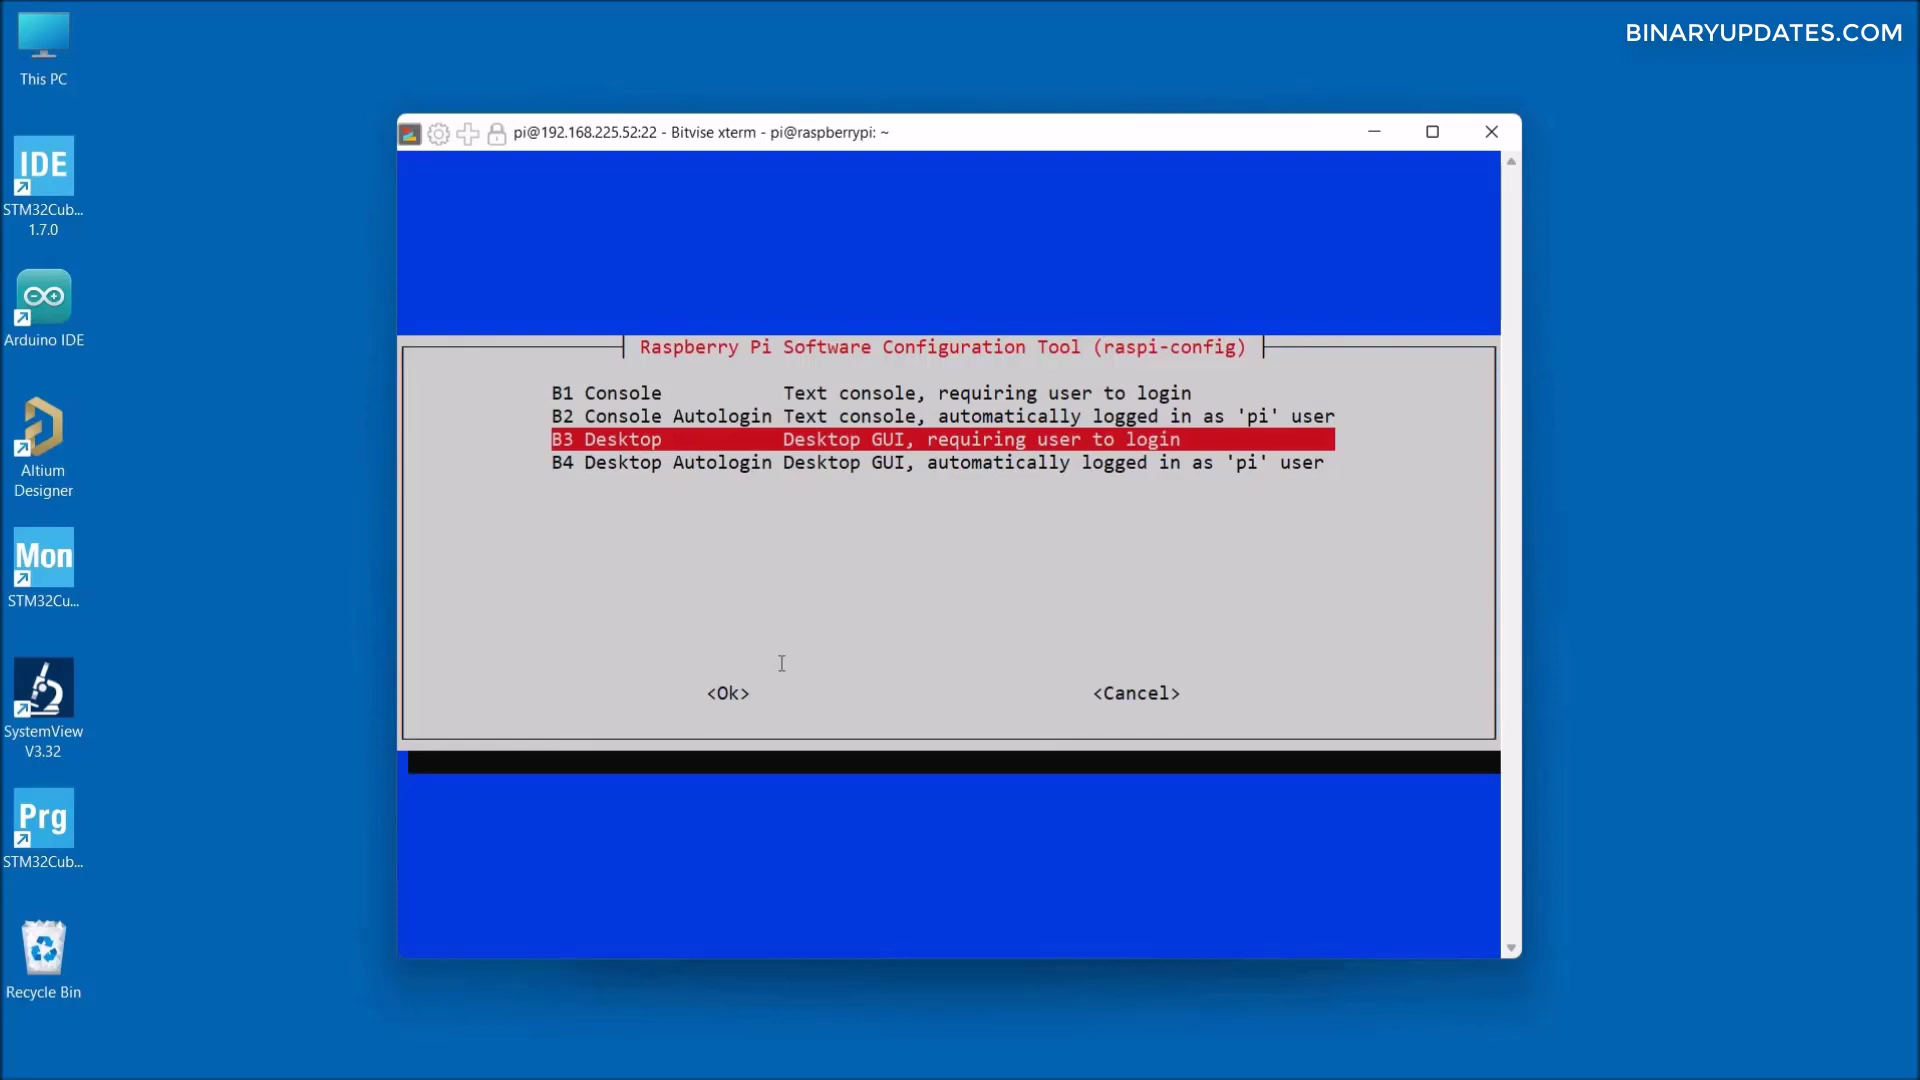 BINARYUPDATES.COM
This PC
IDE
STM32Cub...
1.7.0
Arduino IDE
Altium
Designer
Mon
STM32Cu...
SystemView
V3.32
Prg
STM32Cub...
Recycle Bin
pi@192.168.225.52:22 - Bitvise xterm - pi@raspberrypi: ~
Raspberry Pi Software Configuration Tool (raspi-config)
B1 Console Text console, requiring user to login
B2 Console Autologin Text console, automatically logged in as 'pi' user
B3 Desktop Desktop GUI, requiring user to login
B4 Desktop Autologin Desktop GUI, automatically logged in as 'pi' user
<Ok> <Cancel>